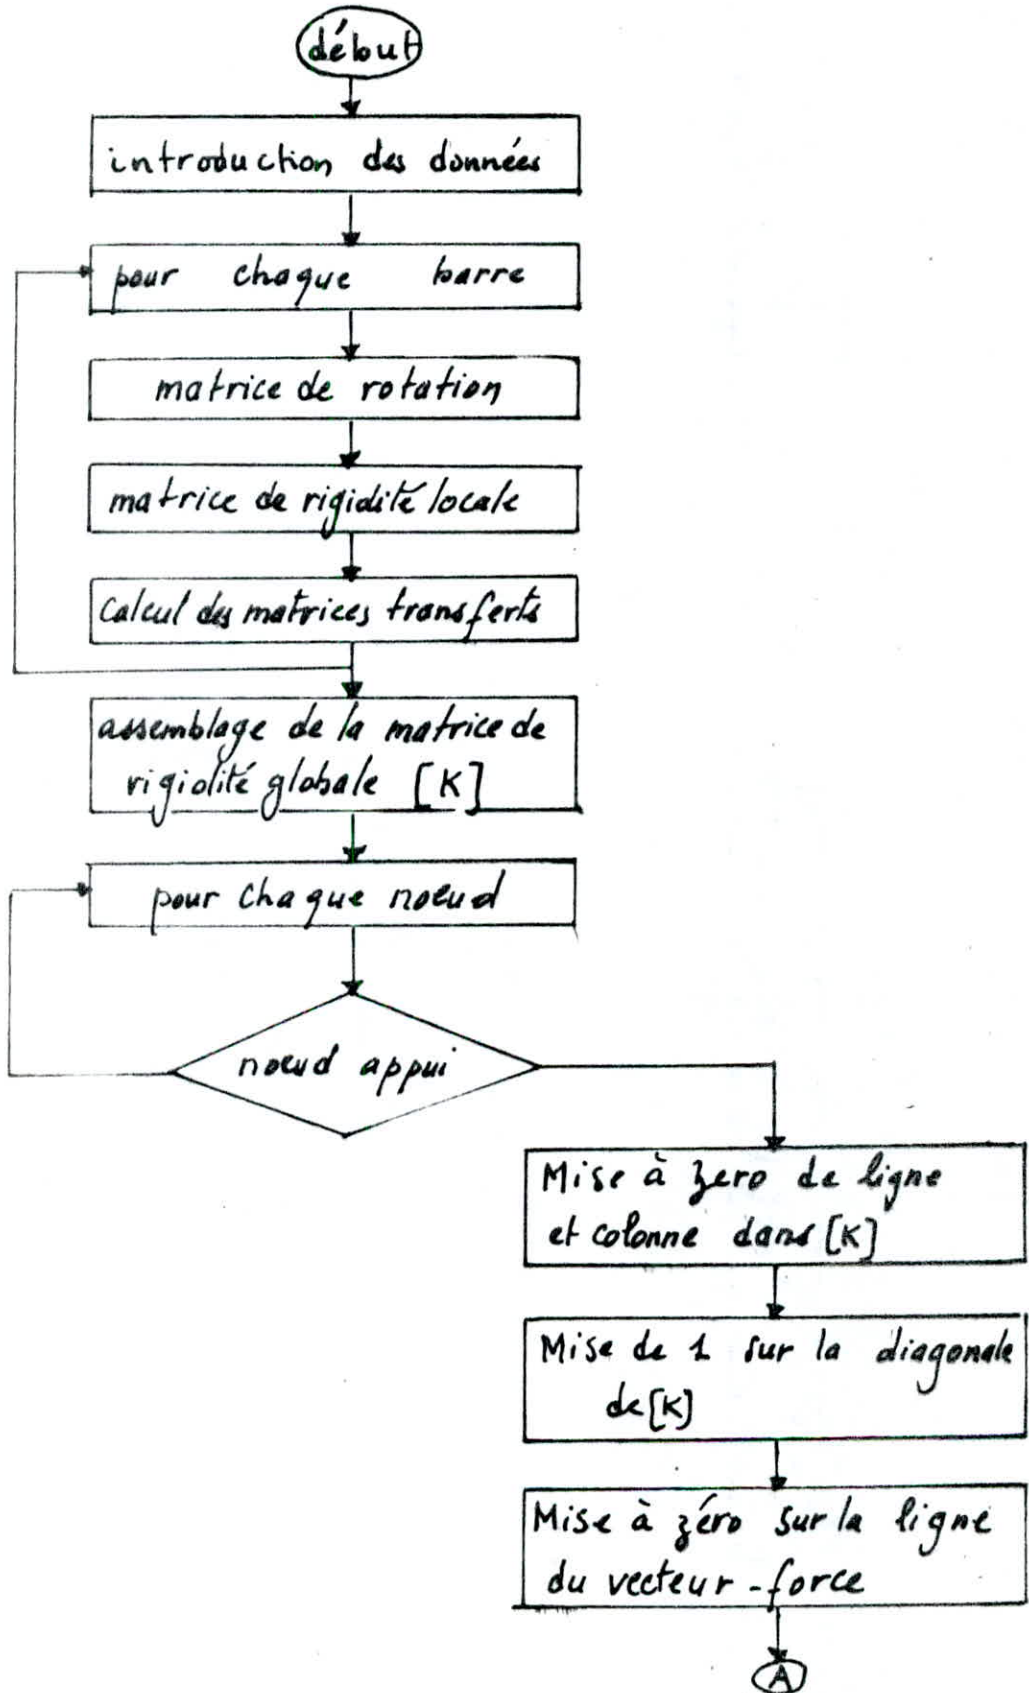 début
introduction des données
pour chaque barre
matrice de rotation
matrice de rigidité locale
calcul des matrices transferts
assemblage de la matrice de
rigidité globale [K]
pour chaque noeud
noeud appui
Mise à zero de ligne
et colonne dans [K]
Mise de 1 sur la diagonale
de [K]
Mise à zéro sur la ligne
du vecteur-force
A